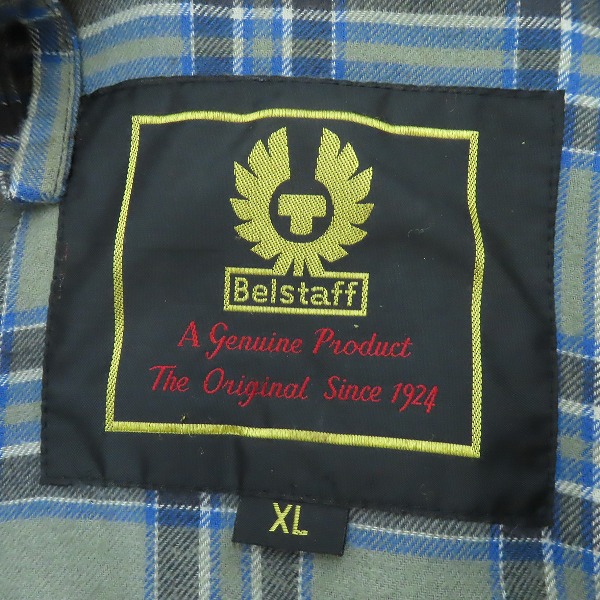 Belstaff
A Genuine Product
The Original Since 1924
XL